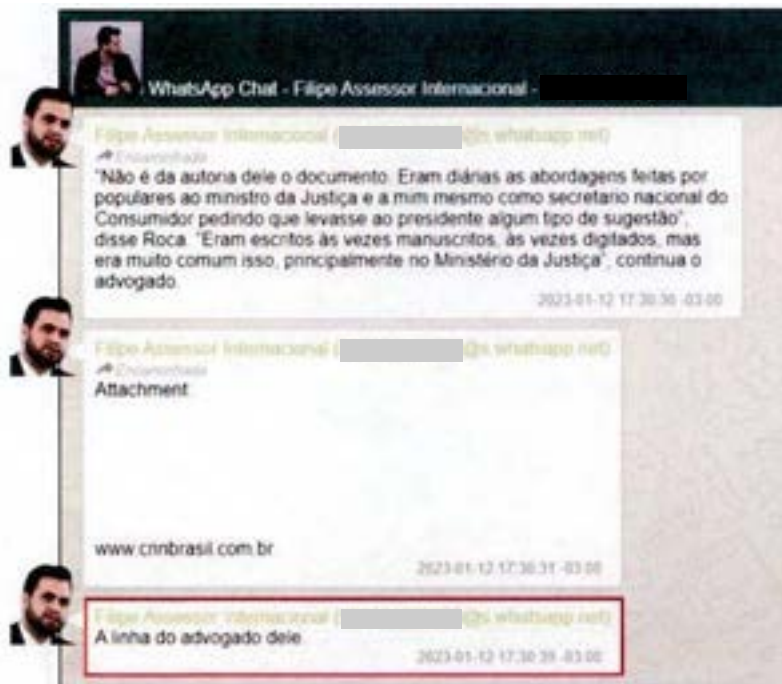 WhatsApp Chat - Filipe Assessor Internacional -
Filipe Assessor Internacional ( @s.whatsapp.net)
Encaminhada
"Não é da autoria dele o documento. Eram diárias as abordagens feitas por
populares ao ministro da Justiça e a mim mesmo como secretario nacional do
Consumidor pedindo que levasse ao presidente algum tipo de sugestão",
disse Roca. "Eram escritos às vezes manuscritos, às vezes digitados, mas
era muito comum isso, principalmente no Ministério da Justiça", continua o
advogado.
2023-01-12 17:30:30 -03:00
Filipe Assessor Internacional ( @s.whatsapp.net)
Encaminhada
Attachment
www.cnnbrasil.com.br
2023-01-12 17:30:31 -03:00
Filipe Assessor Internacional ( @s.whatsapp.net)
A linha do advogado dele
2023-01-12 17:30:39 -03:00